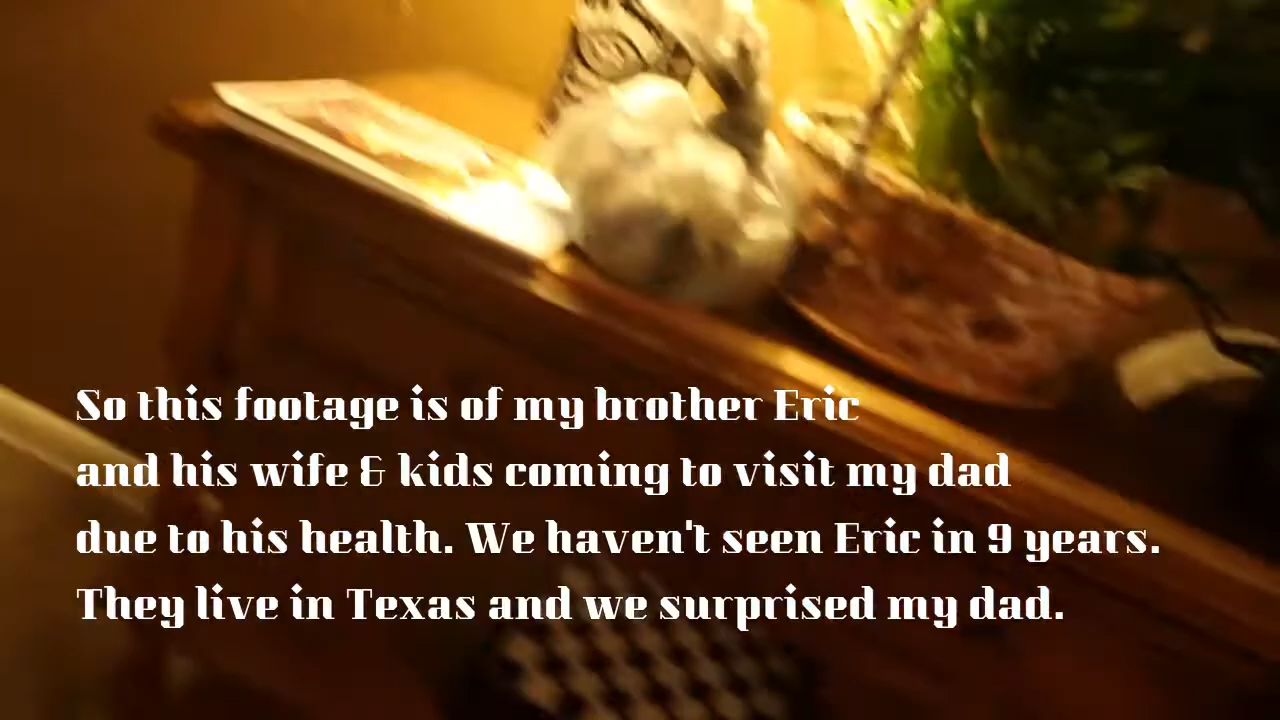 So this footage is of my brother Eric
and his wife & kids coming to visit my dad
due to his health. We haven't seen Eric in 9 years.
They live in Texas and we surprised my dad.